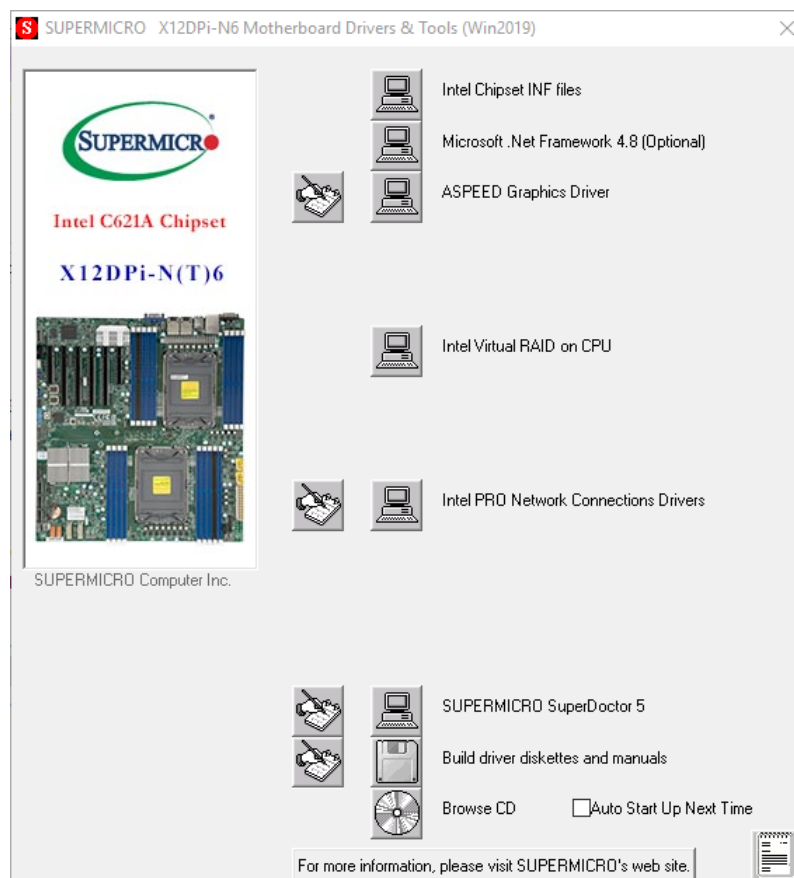 SUPERMICRO X12DPi-N6 Motherboard Drivers & Tools (Win2019)
SUPERMICRO
Intel C621A Chipset
X12DPi-N(T)6
SUPERMICRO Computer Inc.
Intel Chipset INF files
Microsoft .Net Framework 4.8 (Optional)
ASPEED Graphics Driver
Intel Virtual RAID on CPU
Intel PRO Network Connections Drivers
SUPERMICRO SuperDoctor 5
Build driver diskettes and manuals
Browse CD
Auto Start Up Next Time
For more information, please visit SUPERMICRO's web site.